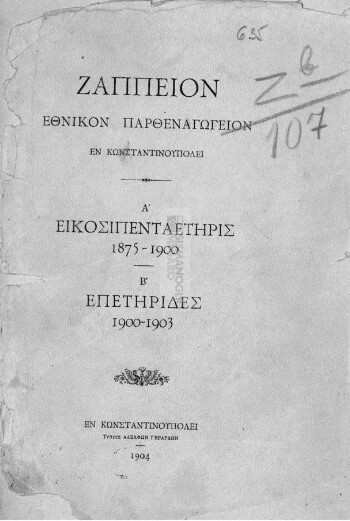 635
Ζ β
107
ΖΑΠΠΕΙΟΝ
ΕΘΝΙΚΟΝ ΠΑΡΘΕΝΑΓΩΓΕΙΟΝ
ΕΝ ΚΩΝΣΤΑΝΤΙΝΟΥΠΟΛΕΙ
Α'
ΕΙΚΟΣΙΠΕΝΤΑΕΤΗΡΙΣ
1875-1900
Β'
ΕΠΕΤΗΡΙΔΕΣ
1900-1903
ΕΝ ΚΩΝΣΤΑΝΤΙΝΟΥΠΟΛΕΙ
ΤΥΠΟΙΣ ΑΔΕΛΦΩΝ ΓΕΡΑΡΔΩΝ
1904